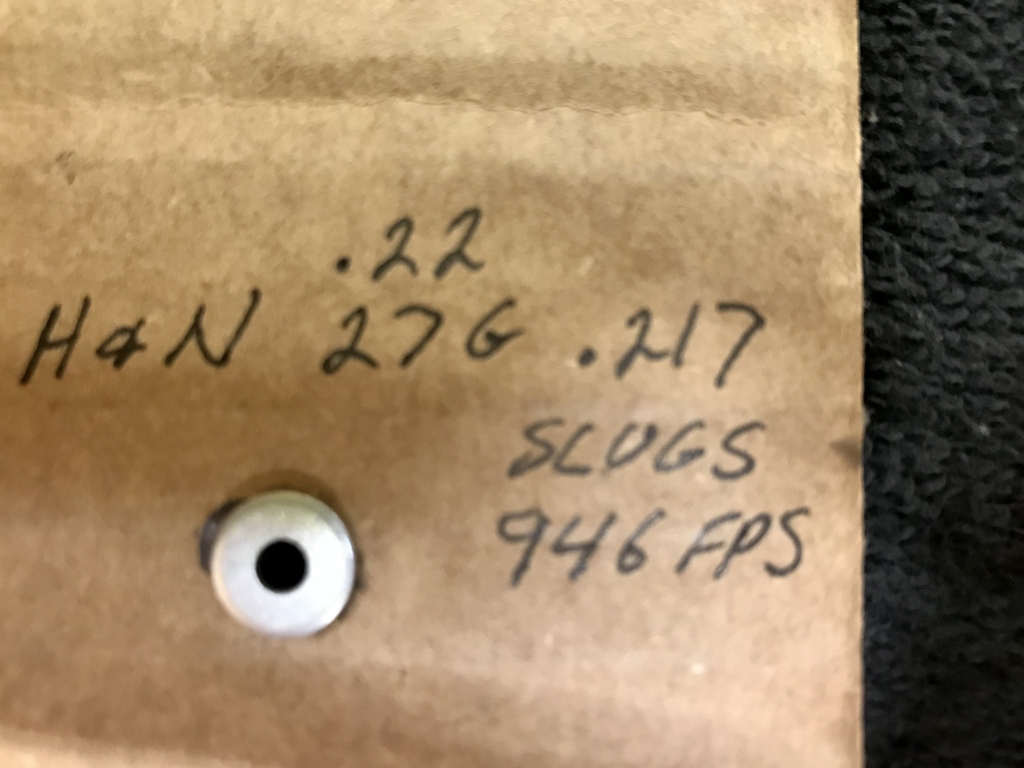 .22
H&N 27G .217
SLUGS
946 FPS